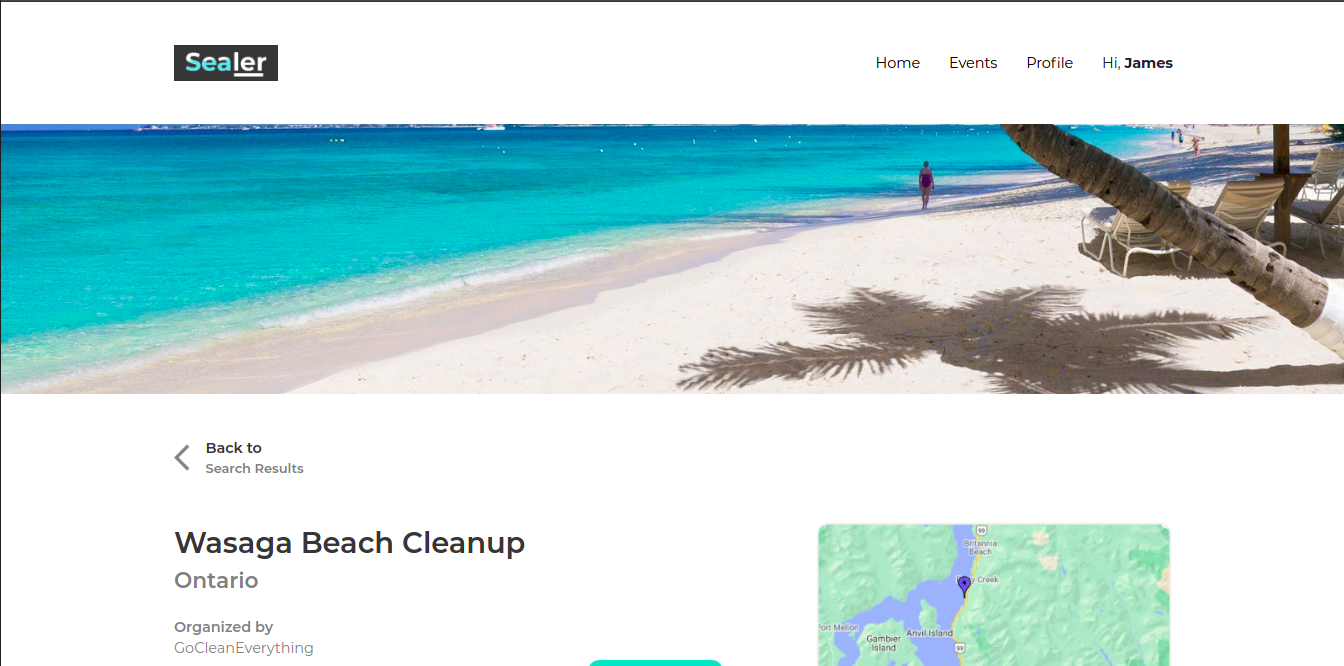 Sealer
Home Events Profile Hi, James
Back to
Search Results
Wasaga Beach Cleanup
Ontario
Organized by
GoCleanEverything
99
Britannia
Beach
Creek
Port Mellon
Gambier
Island
Anvil Island
99